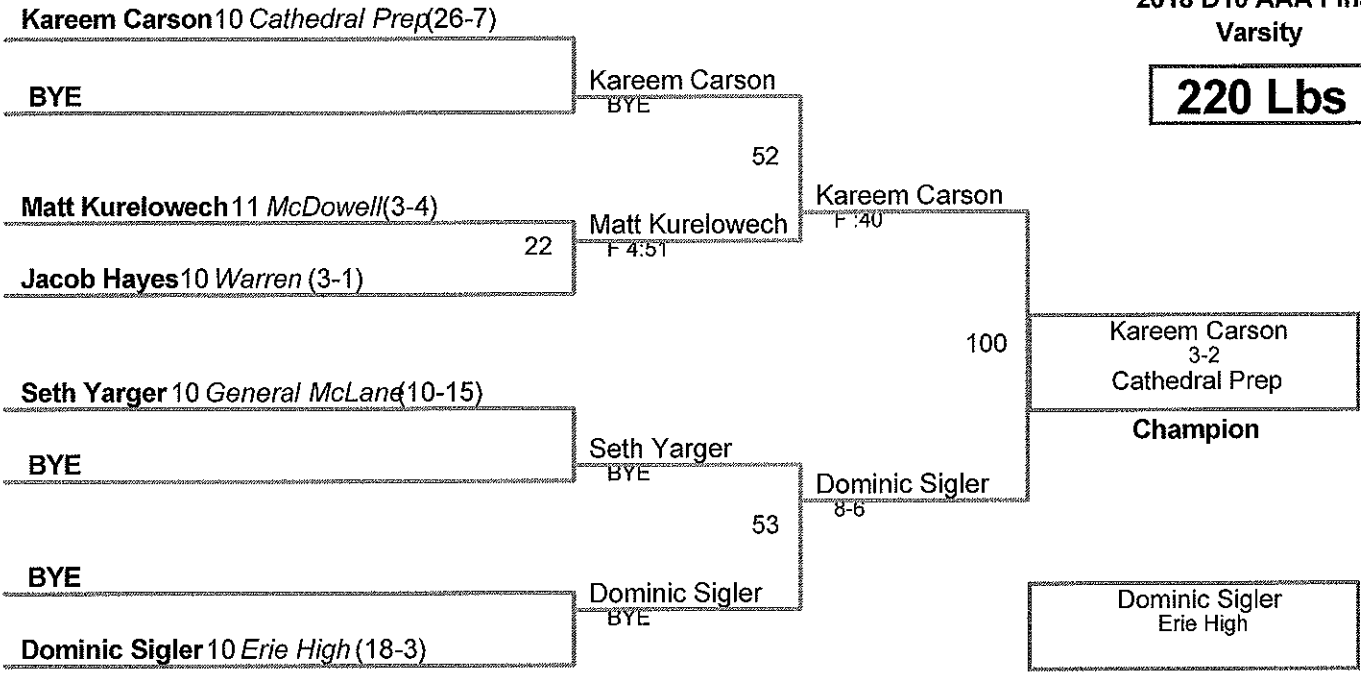 Kareem Carson 10 Cathedral Prep (26-7)
2018 D10 AAA
Varsity
220 Lbs
BYE
Kareem Carson
BYE
52
Matt Kurelowech 11 McDowell (3-4)
22
Matt Kurelowech
F 4:51
Jacob Hayes 10 Warren (3-1)
Kareem Carson
F :40
100
Kareem Carson
3-2
Cathedral Prep
Champion
Seth Yarger 10 General McLane (10-15)
BYE
Seth Yarger
BYE
53
Dominic Sigler
8-6
BYE
Dominic Sigler
BYE
Dominic Sigler 10 Erie High (18-3)
Dominic Sigler
Erie High